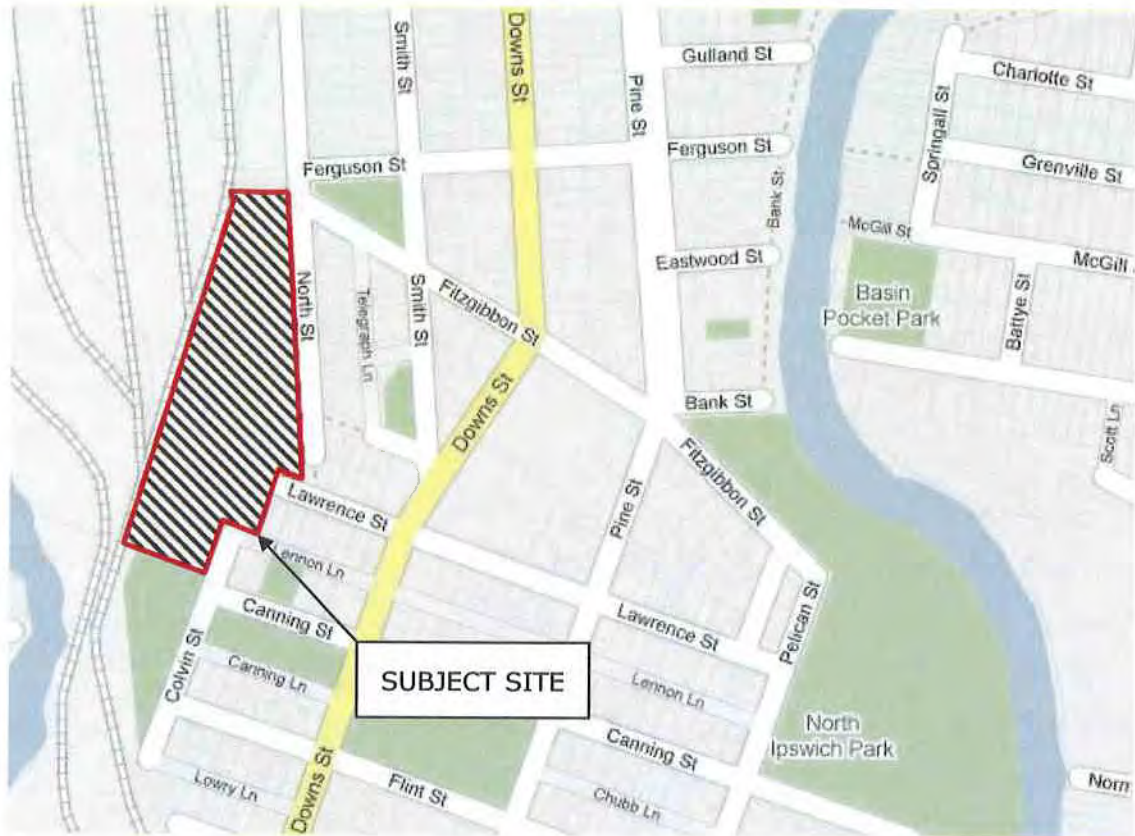 Gulland St
Smith St
Downs St
Pine St
Springall St
Charlotte St
Ferguson St
Ferguson St
Grenville St
Bank St
McGill St
Eastwood St
McGill
North St
Telegraph Ln
Smith St
Fitzgibbon St
Basin
Pocket Park
Battye St
Downs St
Bank St
Scott Ln
Fitzgibbon St
Lawrence St
Pine St
Lennon Ln
Pelican St
Canning St
Lawrence St
SUBJECT SITE
Colvin St
Canning Ln
Lennon Ln
North
Ipswich Park
Canning St
Lowry Ln
Downs St
Flint St
Chubb Ln
Norm